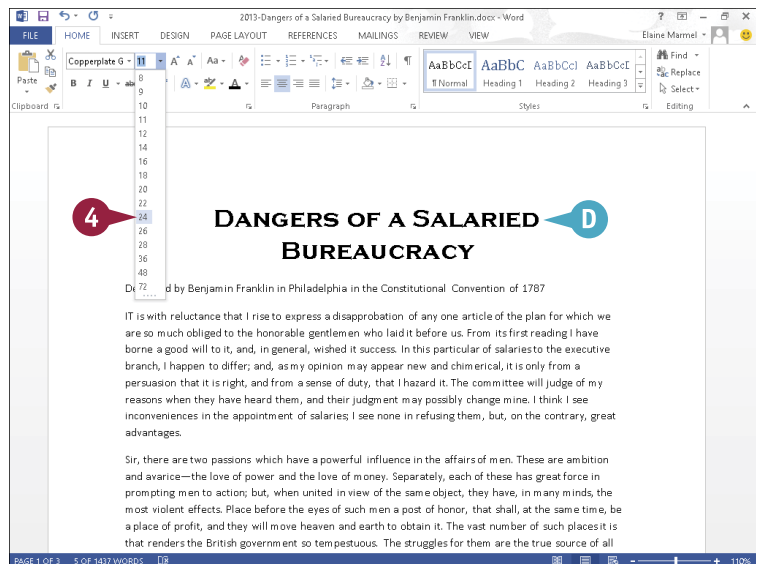 2013-Dangers of a Salaried Bureaucracy by Benjamin Franklin.docx - Word
FILE HOME INSERT DESIGN PAGE LAYOUT REFERENCES MAILINGS REVIEW VIEW Elaine Marmel
Copperplate G 11 A A Aa Find
Paste B I U abc A A AaBbCcI AaBbC AaBbCcI AaBbCcI Replace
¶ Normal Heading 1 Heading 2 Heading 3 Select
Clipboard Paragraph Styles Editing
8
9
10
11
12
14
16
18
20
22
24
26
28
36
48
72
4
DANGERS OF A SALARIED
BUREAUCRACY
D
by Benjamin Franklin in Philadelphia in the Constitutional Convention of 1787
IT is with reluctance that I rise to express a disapprobation of any one article of the plan for which we
are so much obliged to the honorable gentlemen who laid it before us. From its first reading I have
borne a good will to it, and, in general, wished it success. In this particular of salaries to the executive
branch, I happen to differ; and, as my opinion may appear new and chimerical, it is only from a
persuasion that it is right, and from a sense of duty, that I hazard it. The committee will judge of my
reasons when they have heard them, and their judgment may possibly change mine. I think I see
inconveniences in the appointment of salaries; I see none in refusing them, but, on the contrary, great
advantages.
Sir, there are two passions which have a powerful influence in the affairs of men. These are ambition
and avarice—the love of power and the love of money. Separately, each of these has great force in
prompting men to action; but, when united in view of the same object, they have, in many minds, the
most violent effects. Place before the eyes of such men a post of honor, that shall, at the same time, be
a place of profit, and they will move heaven and earth to obtain it. The vast number of such places it is
that renders the British government so tempestuous. The struggles for them are the true source of all
PAGE 1 OF 3 5 OF 1437 WORDS 110%